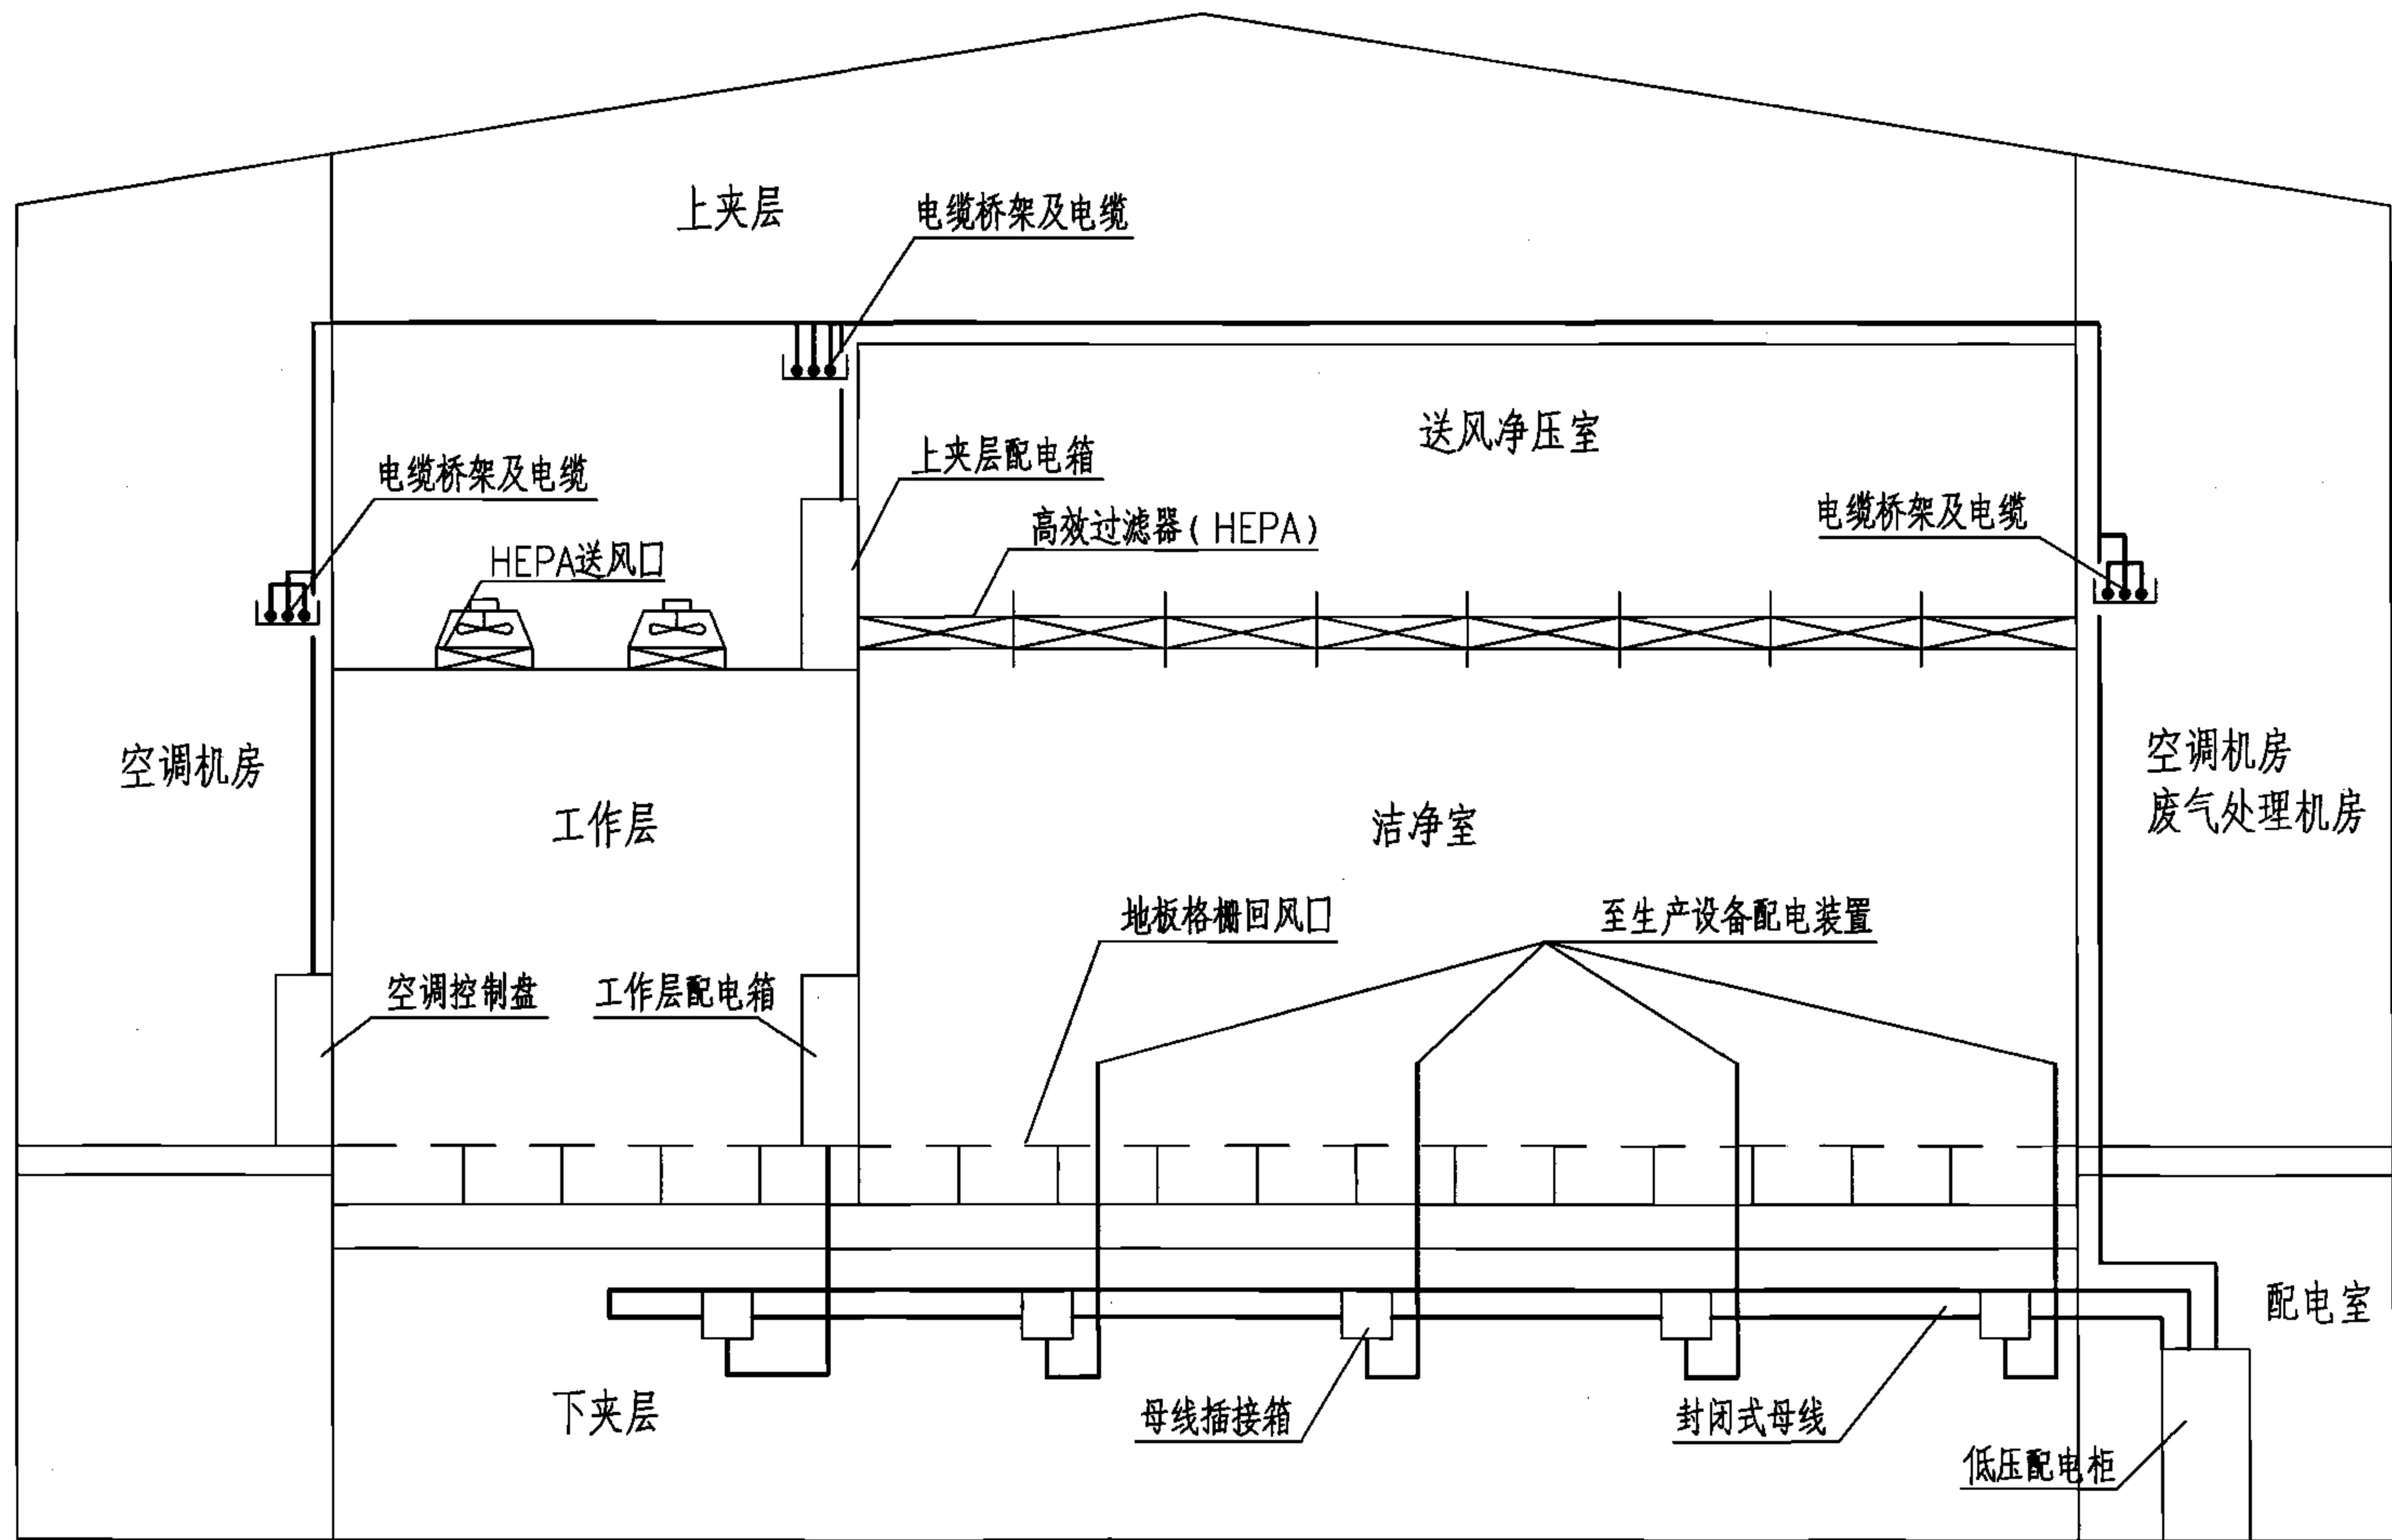 上夹层
电缆桥架及电缆
送风净压室
上夹层配电箱
电缆桥架及电缆
电缆桥架及电缆
高效过滤器(HEPA)
HEPA送风口
空调机房
空调机房
废气处理机房
工作层
洁净室
地板格栅回风口
至生产设备配电装置
空调控制盘
工作层配电箱
配电室
下夹层
母线插接箱
封闭式母线
低压配电柜